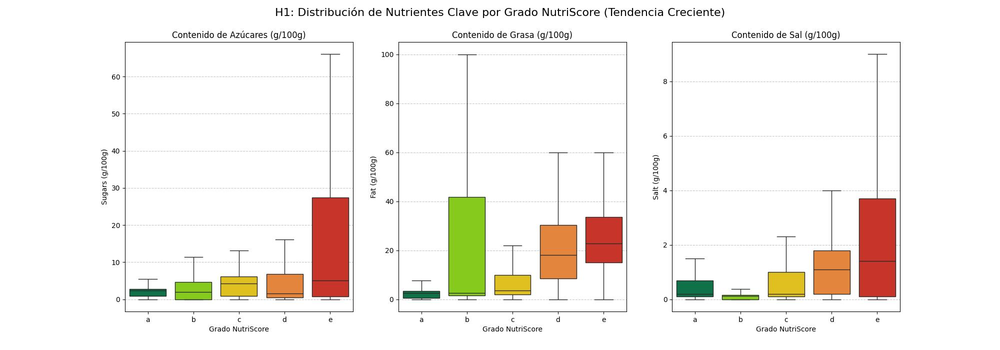 H1: Distribución de Nutrientes Clave por Grado NutriScore (Tendencia Creciente)
Contenido de Azúcares (g/100g)
Sugars (g/100g)
60
50
40
30
20
10
0
a b c d e
Grado NutriScore
Contenido de Grasa (g/100g)
Fat (g/100g)
100
80
60
40
20
0
a b c d e
Grado NutriScore
Contenido de Sal (g/100g)
Salt (g/100g)
8
6
4
2
0
a b c d e
Grado NutriScore